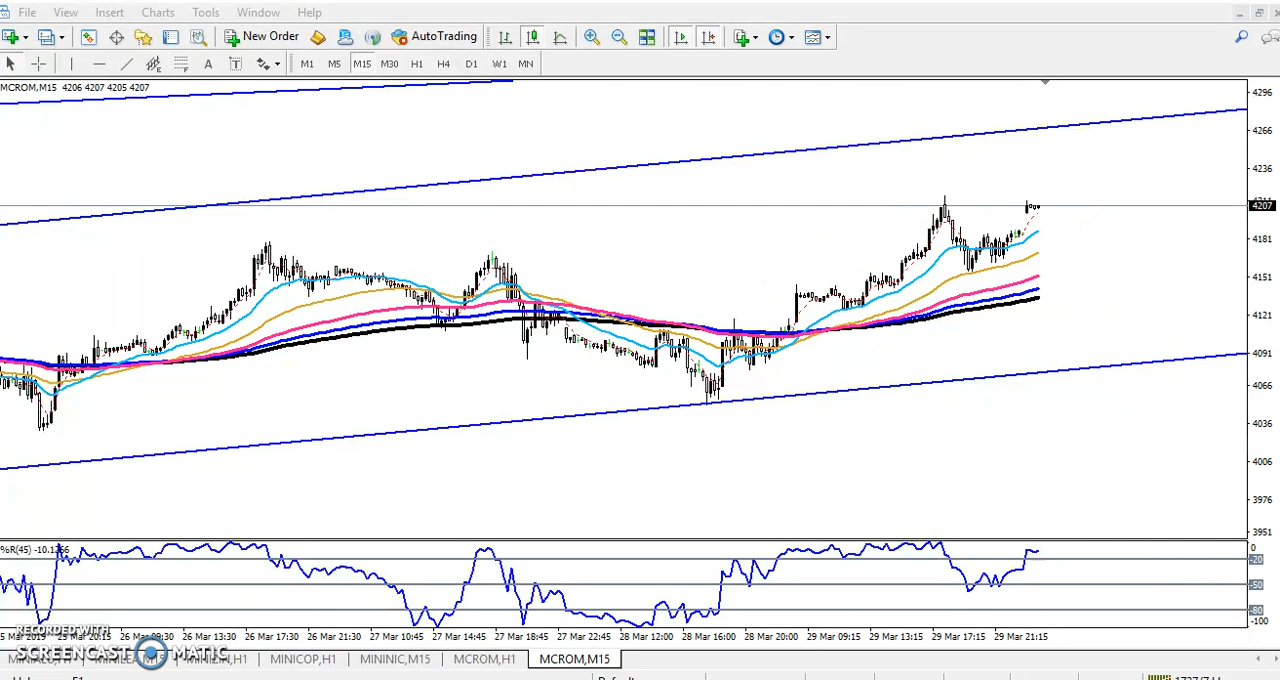 File View Insert Charts Tools Window Help
New Order AutoTrading
A T M1 M5 M15 M30 H1 H4 D1 W1 MN
MCROM,M15 4206 4207 4205 4207
4296
4266
4236
4207
4181
4151
4121
4091
4066
4036
4006
3976
3951
%R(45) -10.1266
0
-20
-50
-80
-100
26 Mar 09:30 26 Mar 13:30 26 Mar 17:30 26 Mar 21:30 27 Mar 10:45 27 Mar 14:45 27 Mar 18:45 27 Mar 22:45 28 Mar 12:00 28 Mar 16:00 28 Mar 20:00 29 Mar 09:15 29 Mar 13:15 29 Mar 17:15 29 Mar 21:15
RECORDED WITH
SCREENCAST MATIC
MINICOP,H1 MININIC,M15 MCROM,H1 MCROM,M15